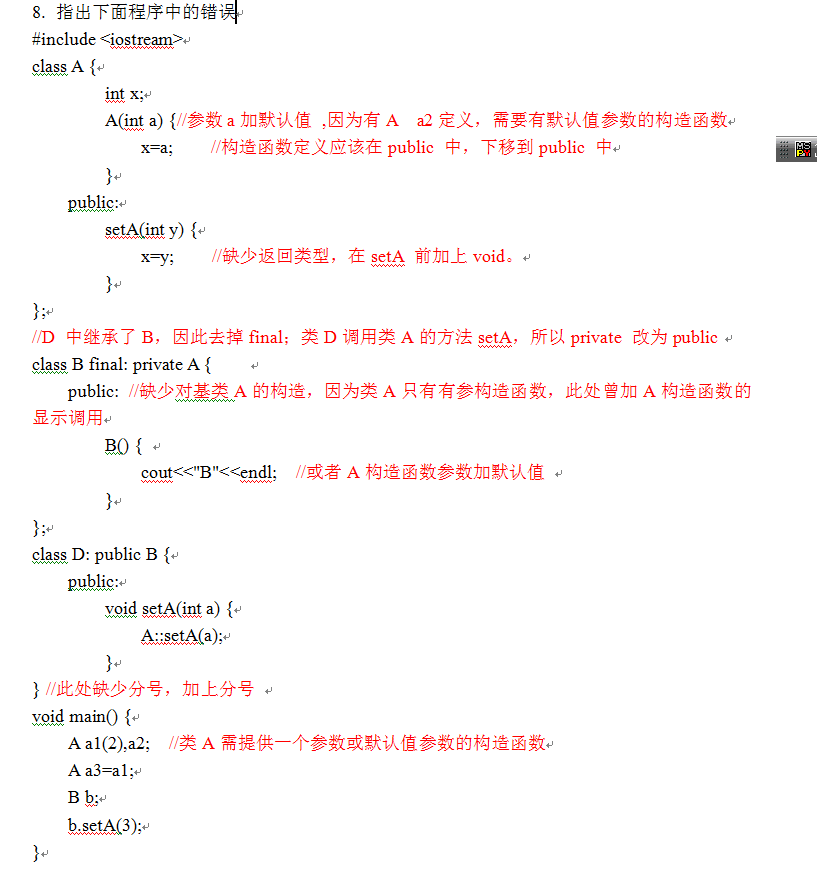 8. 指出下面程序中的错误
#include <iostream>
class A {
int x;
A(int a) {//参数 a 加默认值 ,因为有 A a2 定义，需要有默认值参数的构造函数
x=a; //构造函数定义应该在 public 中，下移到 public 中
}
public:
setA(int y) {
x=y; //缺少返回类型，在 setA 前加上 void。
}
};
//D 中继承了 B，因此去掉 final；类 D 调用类 A 的方法 setA，所以 private 改为 public
class B final: private A {
public: //缺少对基类 A 的构造，因为类 A 只有有参构造函数，此处曾加 A 构造函数的
显示调用
B() {
cout<<"B"<<endl; //或者 A 构造函数参数加默认值
}
};
class D: public B {
public:
void setA(int a) {
A::setA(a);
}
} //此处缺少分号，加上分号
void main() {
A a1(2),a2; //类 A 需提供一个参数或默认值参数的构造函数
A a3=a1;
B b;
b.setA(3);
}